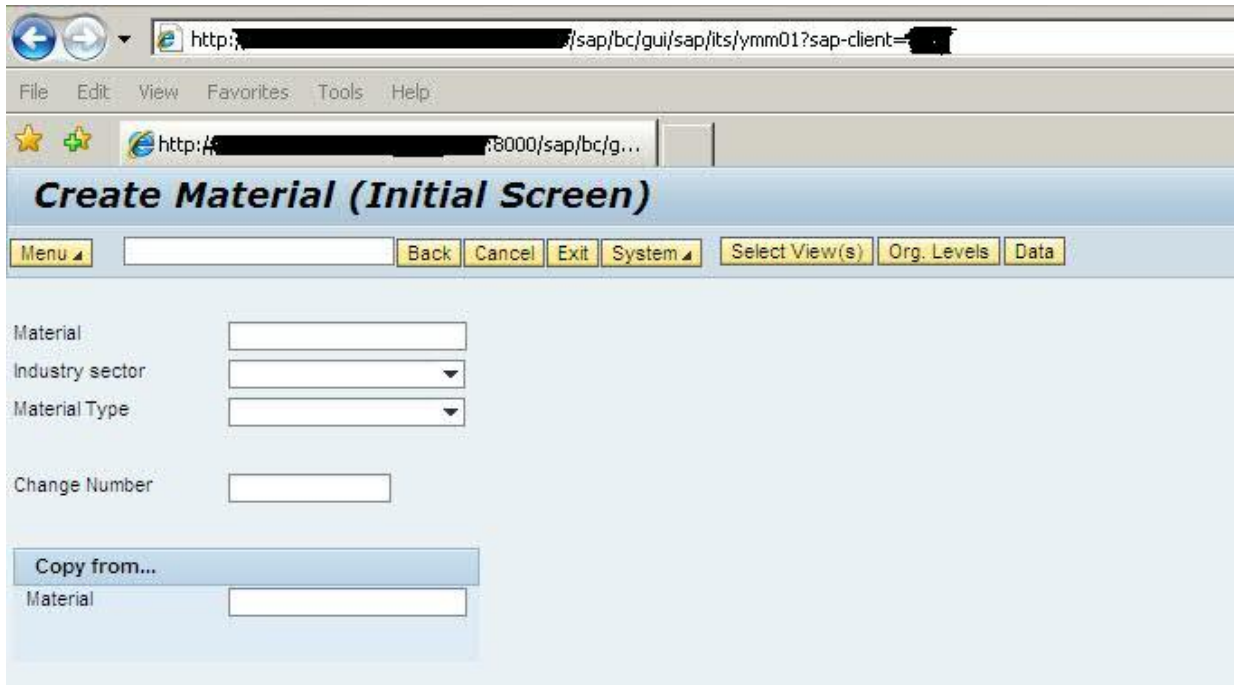 http:/ /sap/bc/gui/sap/its/ymm01?sap-client=
File Edit View Favorites Tools Help
http:/ :8000/sap/bc/g...
Create Material (Initial Screen)
Menu Back Cancel Exit System Select View(s) Org. Levels Data
Material
Industry sector
Material Type
Change Number
Copy from...
Material